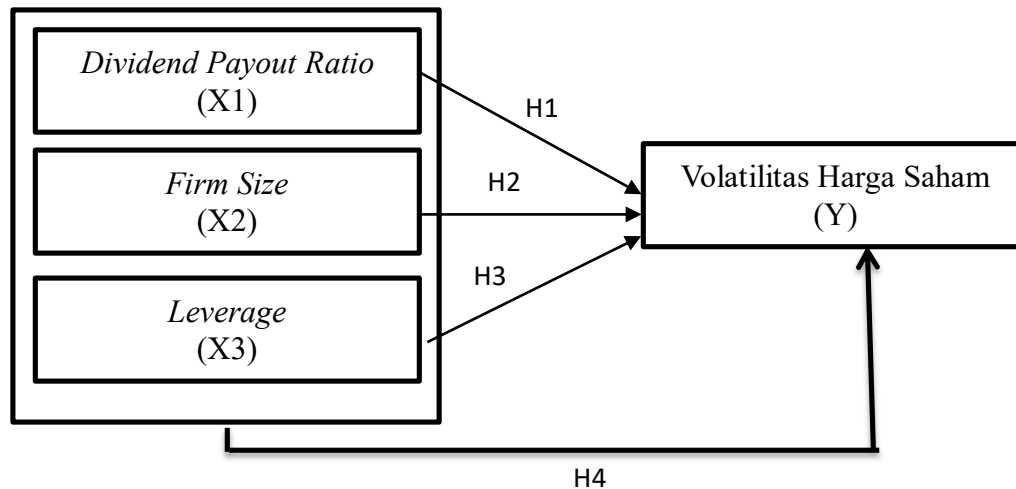 Dividend Payout Ratio
(X1)
H1
Firm Size
(X2)
H2
Volatilitas Harga Saham
(Y)
H3
Leverage
(X3)
H4